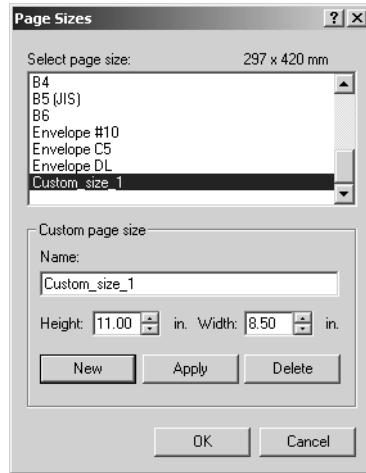 Page Sizes
Select page size: 297 x 420 mm
B4
B5 (JIS)
B6
Envelope #10
Envelope C5
Envelope DL
Custom_size_1
Custom page size
Name:
Custom_size_1
Height: 11.00 in. Width: 8.50 in.
New Apply Delete
OK Cancel